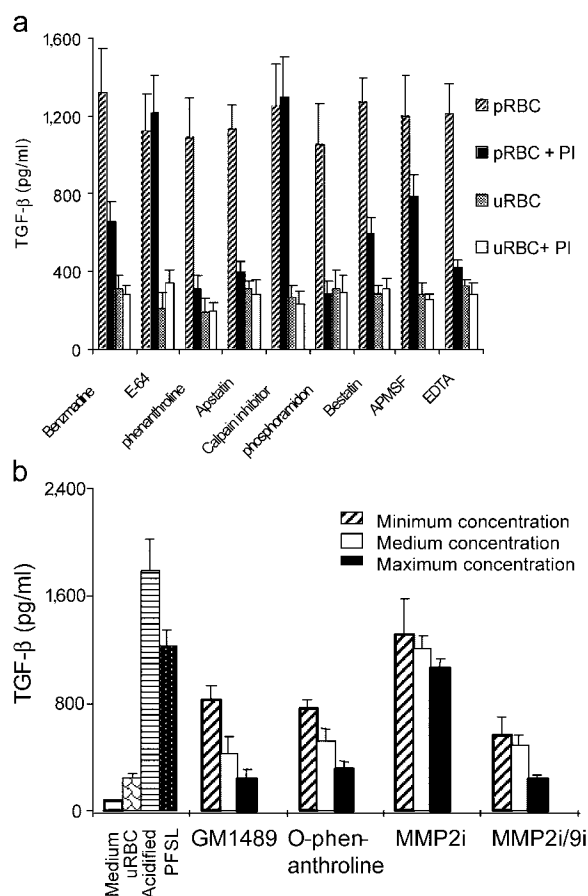 a
1,600
1,200
800
400
0
TGF-β (pg/ml)
pRBC
pRBC + PI
uRBC
uRBC+ PI
Benzmadine
E-64
phenanthroline
Apstatin
Calpain inhibitor
phosphoramidon
Bestatin
APMSF
EDTA
b
2,400
1,600
800
0
TGF-β (pg/ml)
Minimum concentration
Medium concentration
Maximum concentration
Medium
uRBC
Acidified
PFSL
GM1489
O-phen-
anthroline
MMP2i
MMP2i/9i